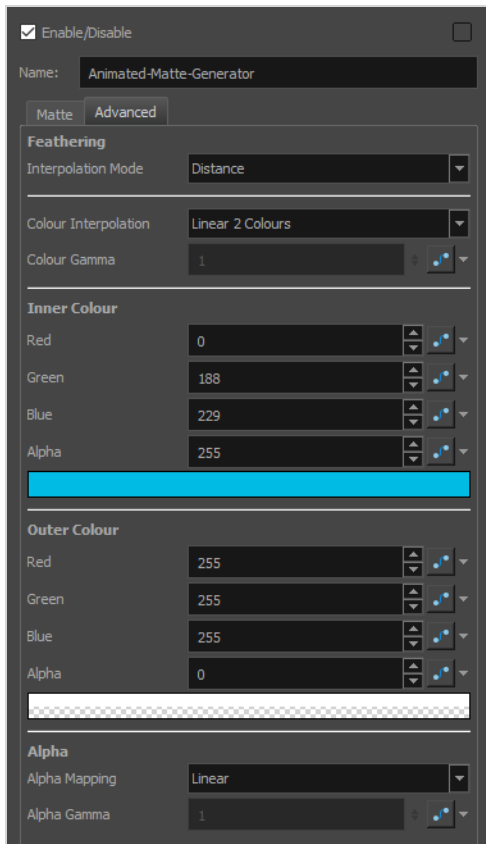 Enable/Disable
Name: Animated-Matte-Generator
Matte Advanced
Feathering
Interpolation Mode Distance
Colour Interpolation Linear 2 Colours
Colour Gamma 1
Inner Colour
Red 0
Green 188
Blue 229
Alpha 255
Outer Colour
Red 255
Green 255
Blue 255
Alpha 0
Alpha
Alpha Mapping Linear
Alpha Gamma 1